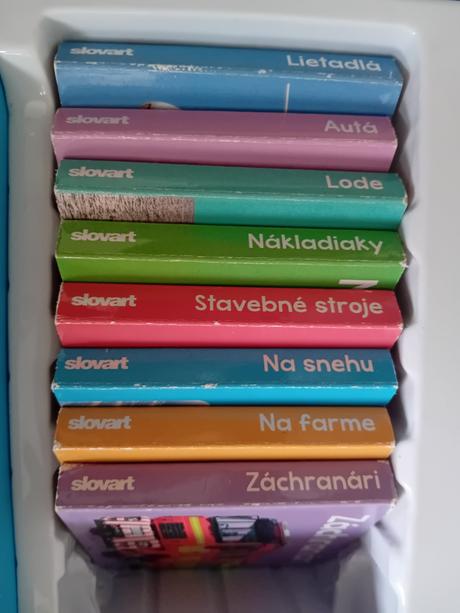 slovart Lietadlá
slovart Autá
slovart Lode
slovart Nákladiaky
slovart Stavebné stroje
slovart Na snehu
slovart Na farme
slovart Záchranári